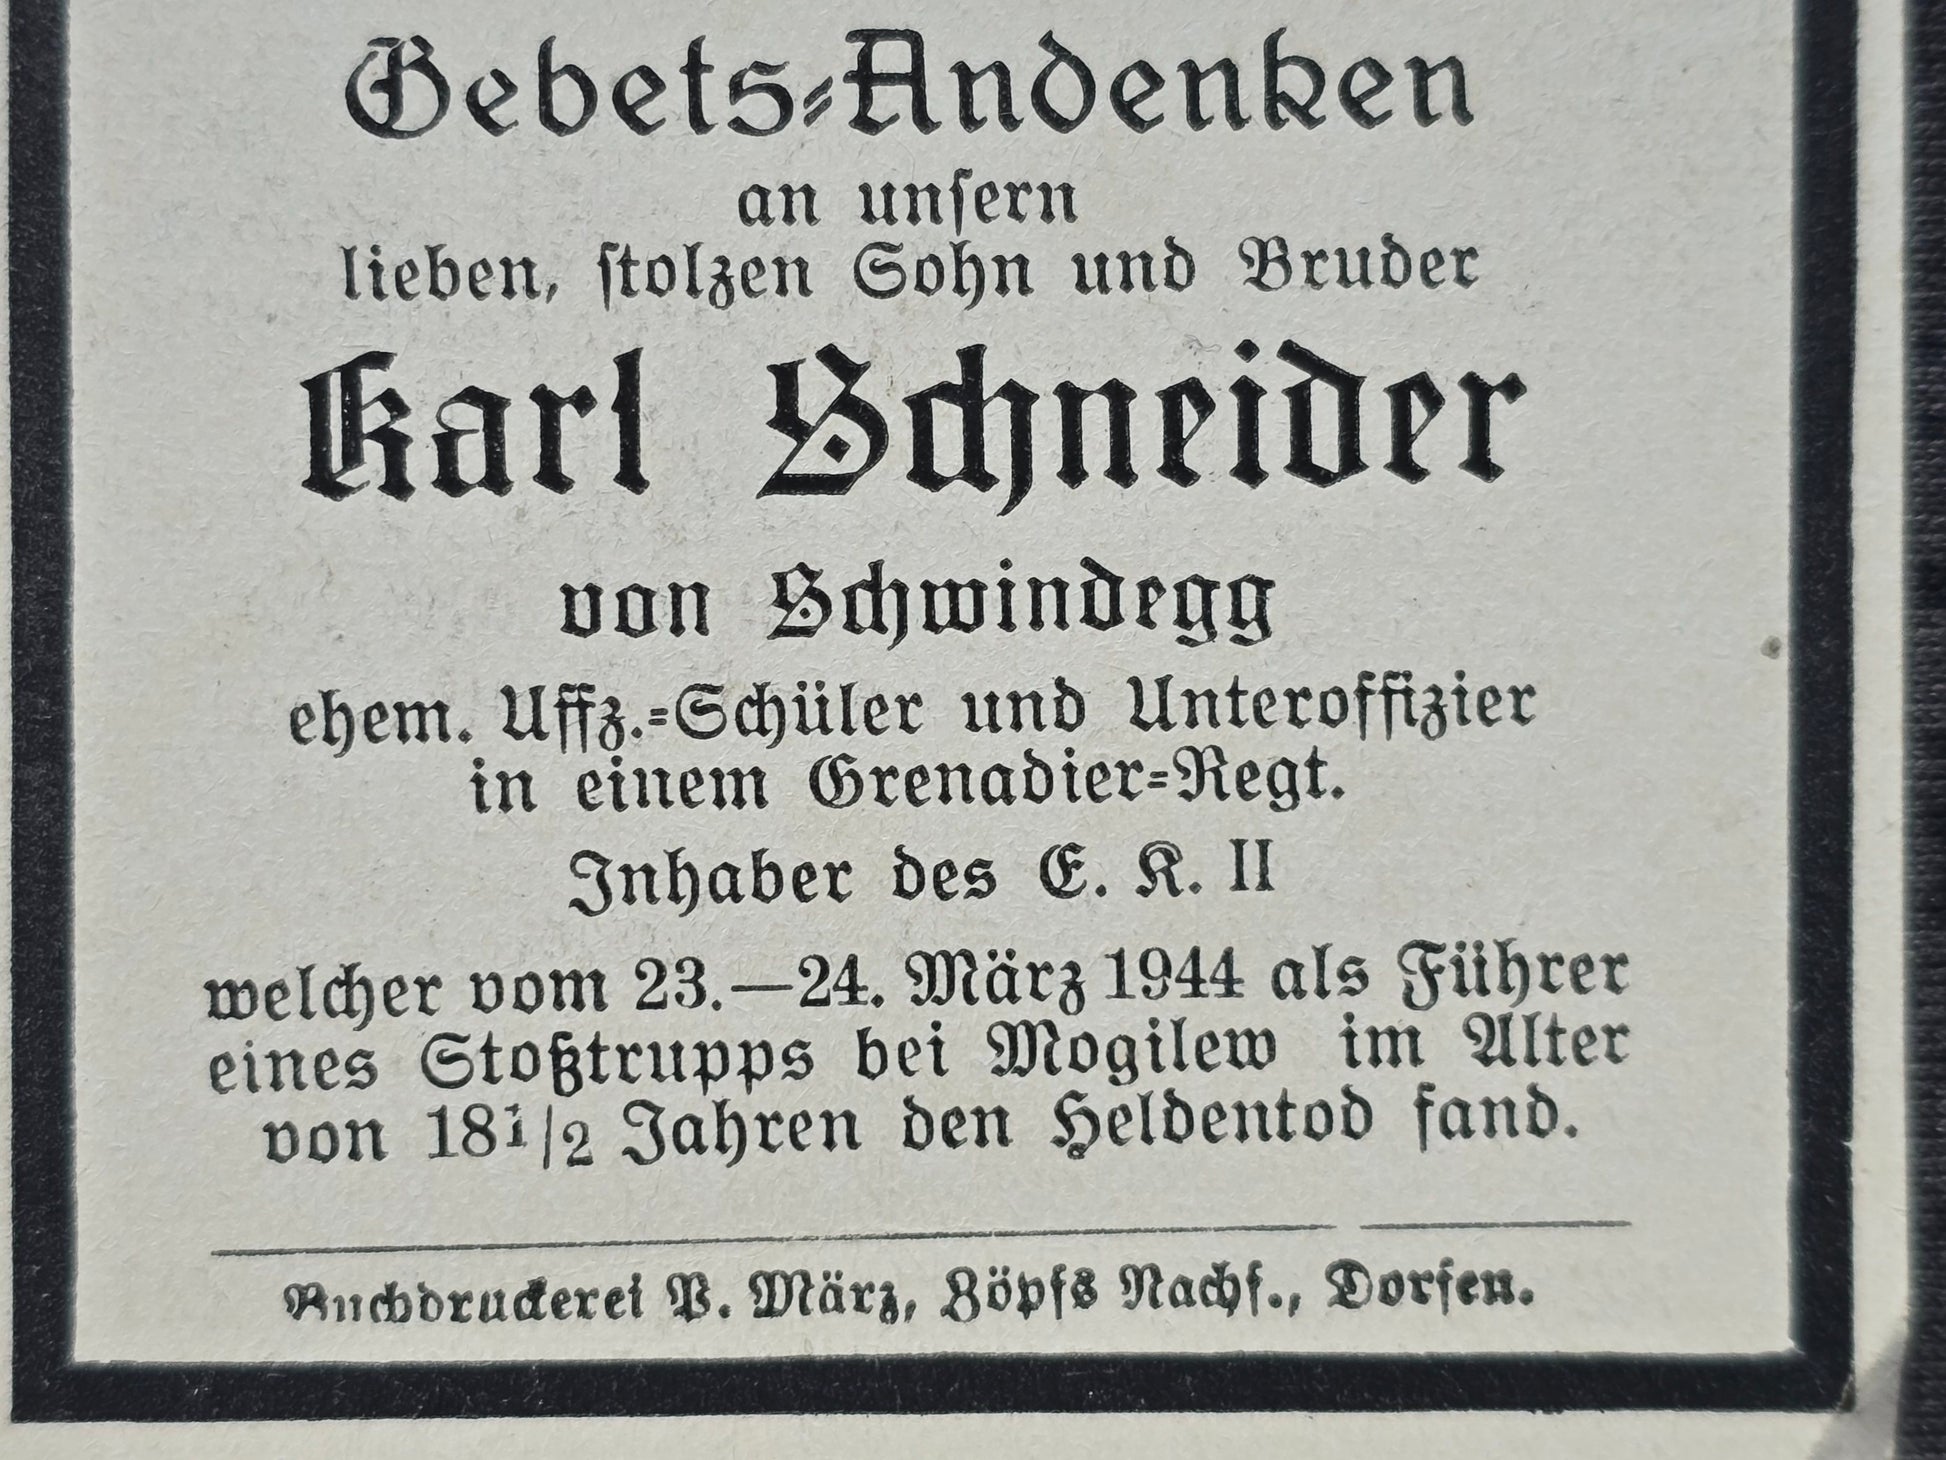 Gebets-Andenken
an unsern
lieben, stolzen Sohn und Bruder
Karl Schneider
von Schwindegg
ehem. Uffz.-Schüler und Unteroffizier
in einem Grenadier-Regt.
Inhaber des E. K. II
welcher vom 23.—24. März 1944 als Führer
eines Stoßtrupps bei Mogilew im Alter
von 18 1/2 Jahren den Heldentod fand.
Buchdruckerei P. März, Zöpfs Nachf., Dorfen.